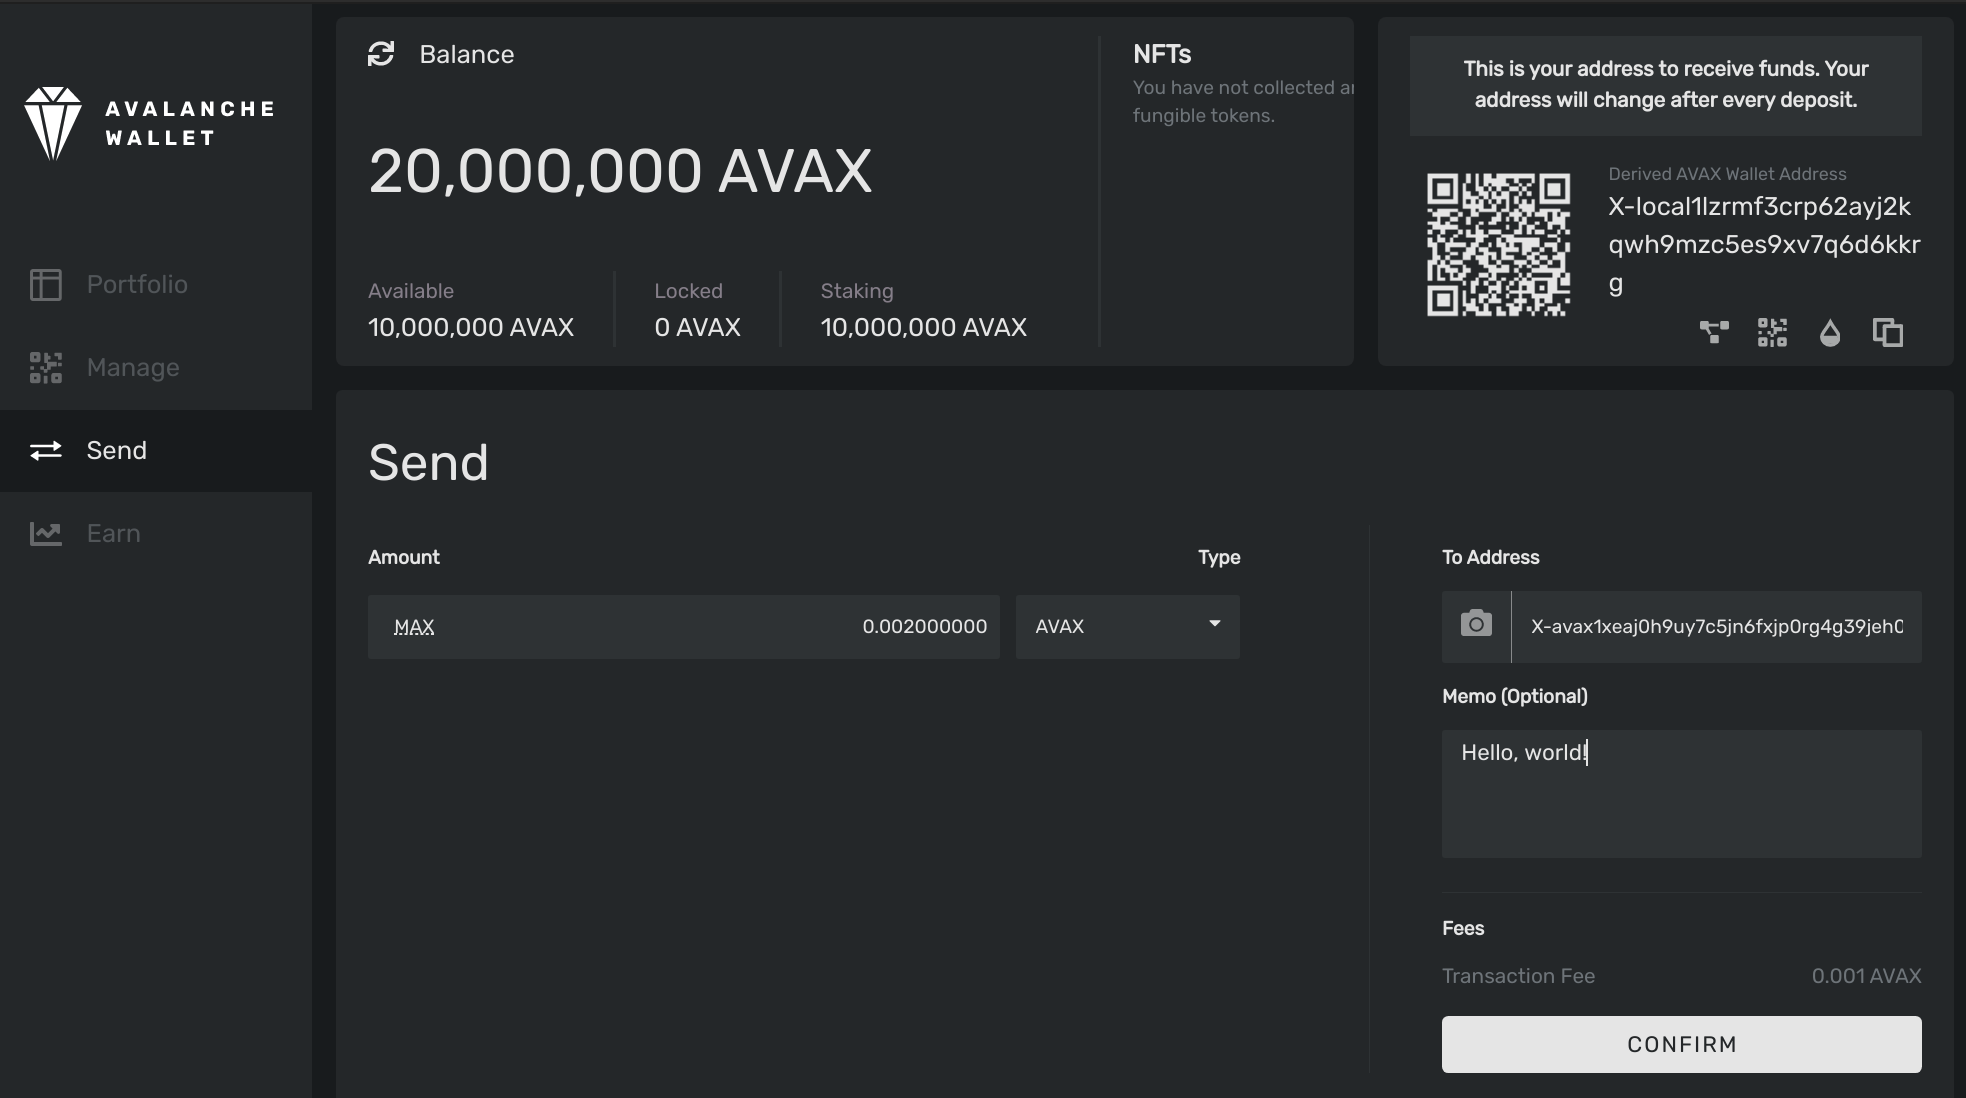 AVALANCHE
WALLET
Portfolio
Manage
Send
Earn
Balance
20,000,000 AVAX
Available
10,000,000 AVAX
Locked
0 AVAX
Staking
10,000,000 AVAX
NFTs
You have not collected
fungible tokens.
This is your address to receive funds. Your
address will change after every deposit.
Derived AVAX Wallet Address
X-local1lzrmf3crp62ayj2k
qwh9mzc5es9xv7q6d6kkr
g
Send
Amount
Type
MAX
0.002000000
AVAX
To Address
X-avax1xeaj0h9uy7c5jn6fxjp0rg4g39jeh0
Memo (Optional)
Hello, world!
Fees
Transaction Fee
0.001 AVAX
CONFIRM